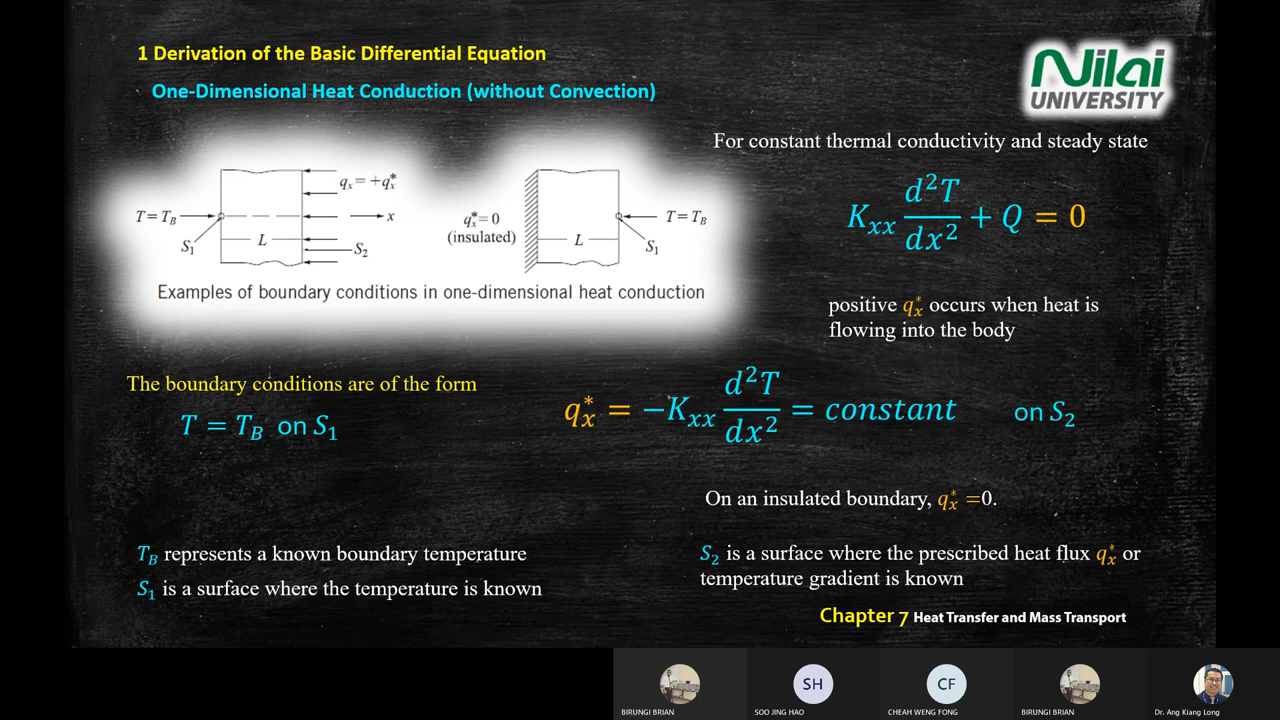 1 Derivation of the Basic Differential Equation
One-Dimensional Heat Conduction (without Convection)
Nilai
UNIVERSITY
For constant thermal conductivity and steady state
K_xx d²T/dx² + Q = 0
q_x = +q_x^*
T = T_B
x
S_1
L
S_2
q_x^* = 0
(insulated)
L
T = T_B
S_1
Examples of boundary conditions in one-dimensional heat conduction
positive q_x^* occurs when heat is
flowing into the body
The boundary conditions are of the form
T = T_B on S_1
q_x^* = −K_xx d²T/dx² = constant on S_2
On an insulated boundary, q_x^* =0.
T_B represents a known boundary temperature
S_1 is a surface where the temperature is known
S_2 is a surface where the prescribed heat flux q_x^* or
temperature gradient is known
Chapter 7 Heat Transfer and Mass Transport
SH
CF
BIRUNGI BRIAN
SOO JING HAO
CHEAH WENG FONG
BIRUNGI BRIAN
Dr. Ang Kiang Long